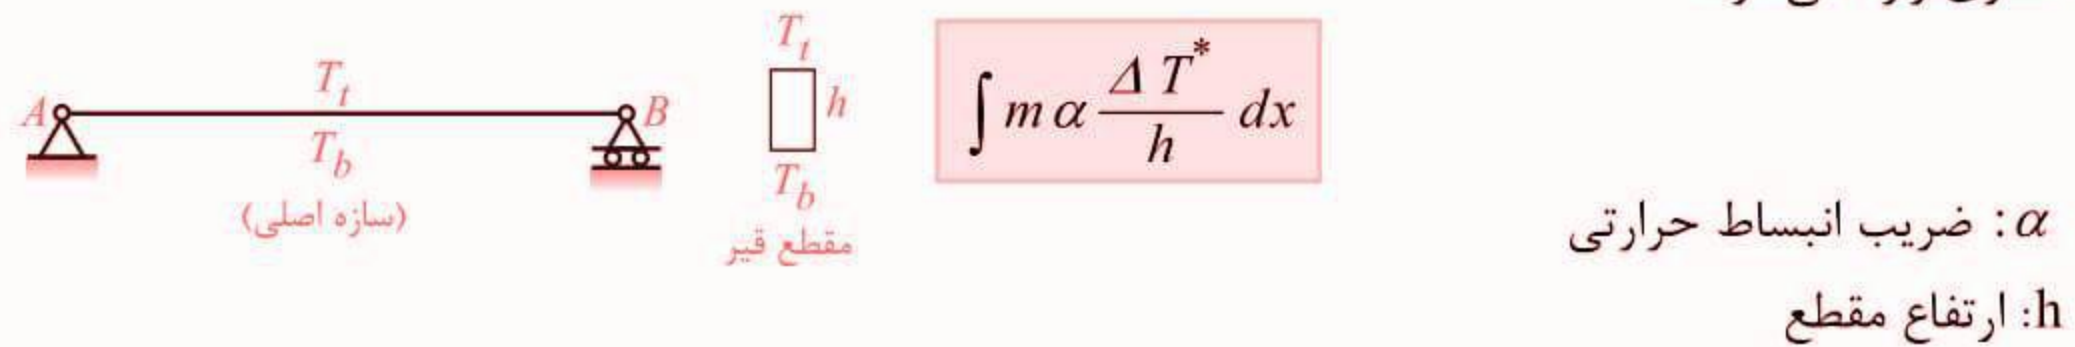 T_t
A
T_t
B
T_b
(سازه اصلی)
h
T_b
مقطع قیر
∫ m α ΔT* / h dx
α: ضریب انبساط حرارتی
h: ارتفاع مقطع